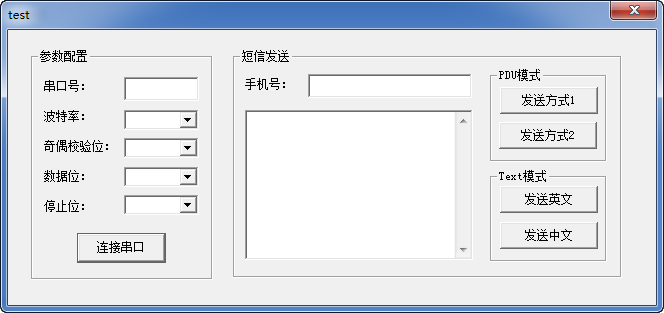 test
参数配置
串口号：
波特率：
奇偶校验位：
数据位：
停止位：
连接串口
短信发送
手机号：
PDU模式
发送方式1
发送方式2
Text模式
发送英文
发送中文